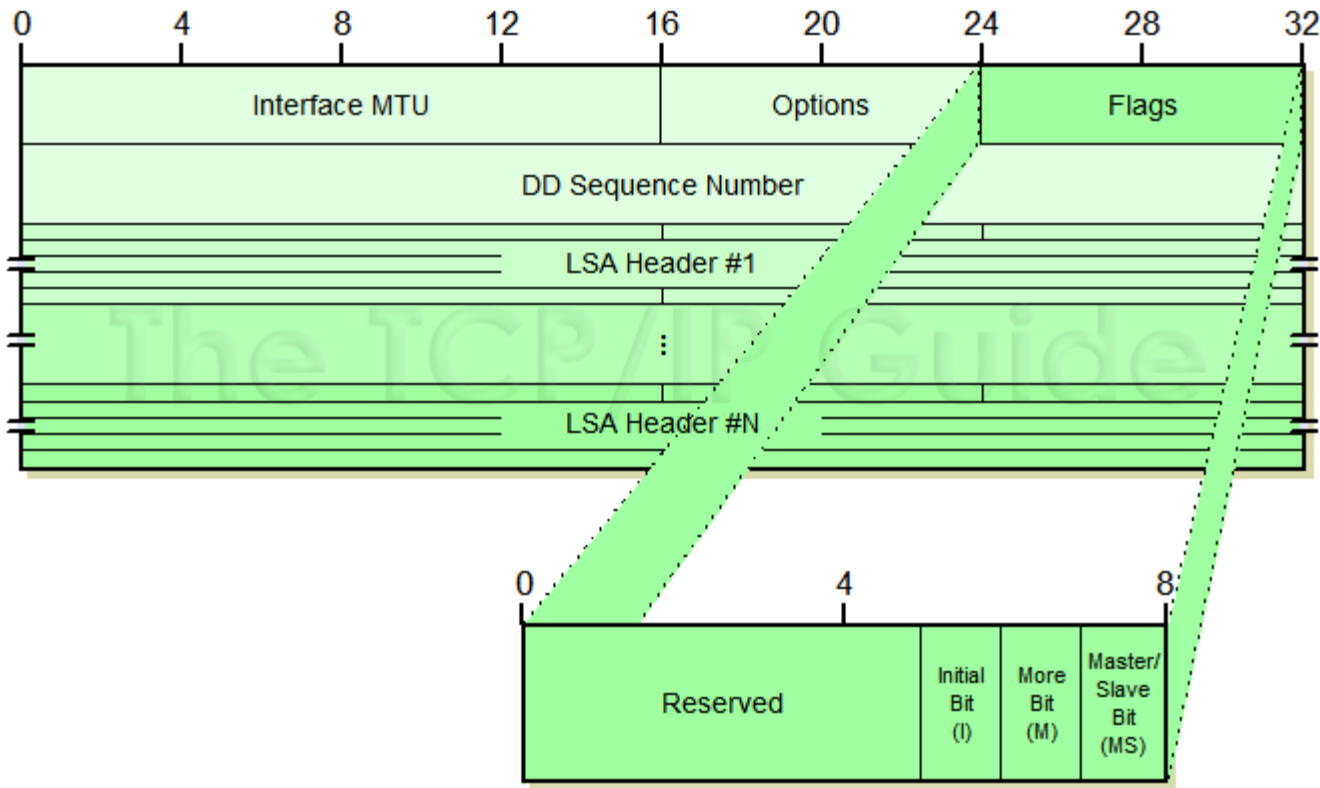 0 4 8 12 16 20 24 28 32
Interface MTU Options Flags
DD Sequence Number
LSA Header #1
The TCP/IP Guide
⋮
LSA Header #N
0 4 8
Reserved
Initial
Bit
(I)
More
Bit
(M)
Master/
Slave
Bit
(MS)